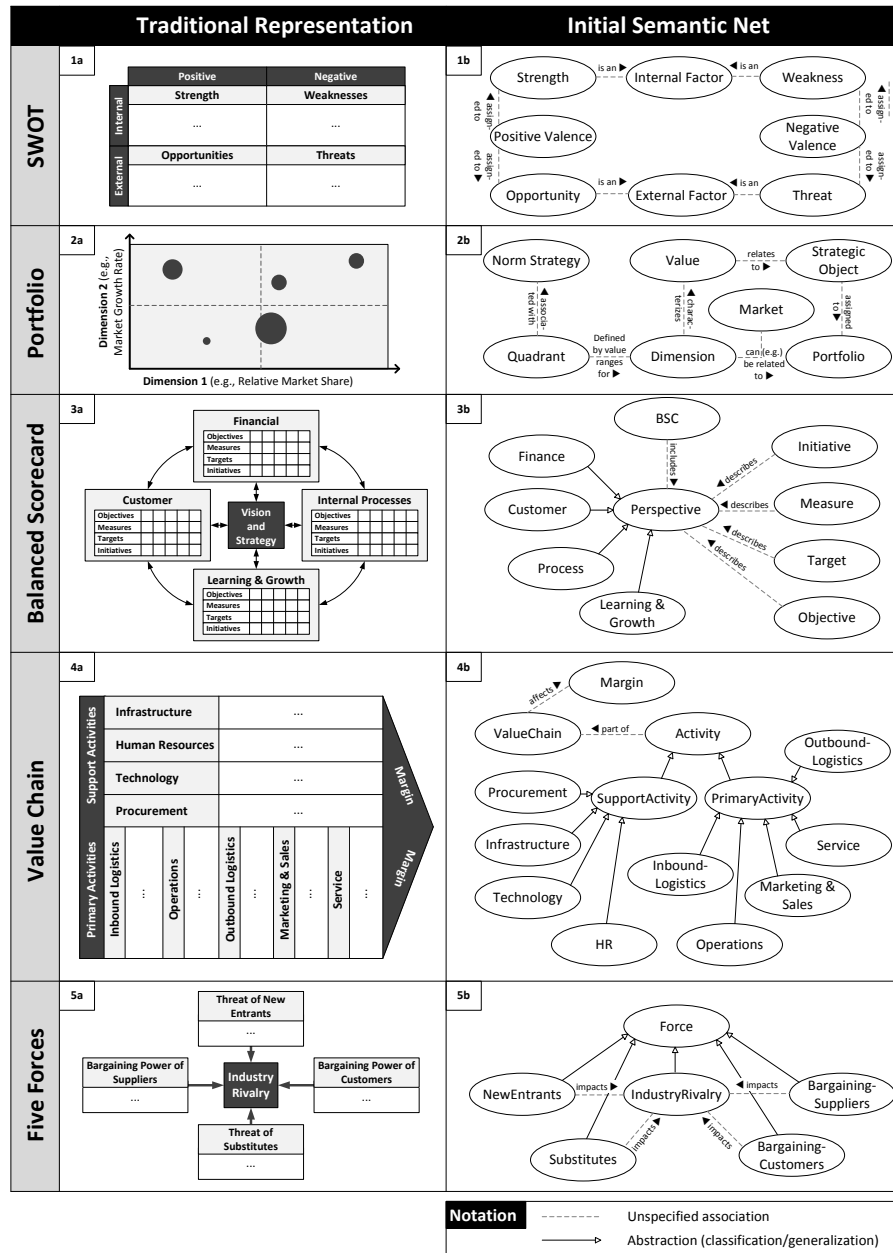 Traditional Representation
Initial Semantic Net
SWOT
1a
Positive
Negative
Internal
Strength
Weaknesses
...
...
External
Opportunities
Threats
...
...
1b
Strength
is an ▶
Internal Factor
◀ is an
Weakness
◀ assign-
ed to
Positive Valence
assign-
ed to ▶
◀ assign-
ed to
Negative
Valence
assign-
ed to ▶
◀ assign-
Opportunity
is an ▶
External Factor
◀ is an
Threat
Portfolio
2a
Dimension 2 (e.g.,
Market Growth Rate)
Dimension 1 (e.g., Relative Market Share)
2b
Norm Strategy
Value
relates
to ▶
Strategic
Object
◀ associa-
ted with
◀ charac-
terizes
Market
assigned
to ▶
Quadrant
Defined
by value
ranges
for ▶
Dimension
can (e.g.)
be related
to ▶
Portfolio
Balanced Scorecard
3a
Financial
Objectives
Measures
Targets
Initiatives
Customer
Objectives
Measures
Targets
Initiatives
Vision
and
Strategy
Internal Processes
Objectives
Measures
Targets
Initiatives
Learning & Growth
Objectives
Measures
Targets
Initiatives
3b
BSC
includes ▶
Finance
Initiative
◀ describes
Customer
Perspective
◀ describes
Measure
◀ describes
Process
Target
◀ describes
Learning &
Growth
Objective
Value Chain
4a
Support Activities
Infrastructure
...
Human Resources
...
Technology
...
Procurement
...
Margin
Primary Activities
Inbound Logistics
...
Operations
...
Outbound Logistics
...
Marketing & Sales
...
Service
...
Margin
4b
affects ▶
Margin
ValueChain
◀ part of
Activity
Outbound-
Logistics
Procurement
SupportActivity
PrimaryActivity
Infrastructure
Service
Inbound-
Logistics
Technology
Marketing &
Sales
HR
Operations
Five Forces
5a
Threat of New
Entrants
...
Bargaining Power of
Suppliers
...
Industry
Rivalry
Bargaining Power of
Customers
...
Threat of
Substitutes
...
5b
Force
NewEntrants
impacts ▶
IndustryRivalry
◀ impacts
Bargaining-
Suppliers
Substitutes
impacts ▶
◀ impacts
Bargaining-
Customers
Notation
Unspecified association
Abstraction (classification/generalization)